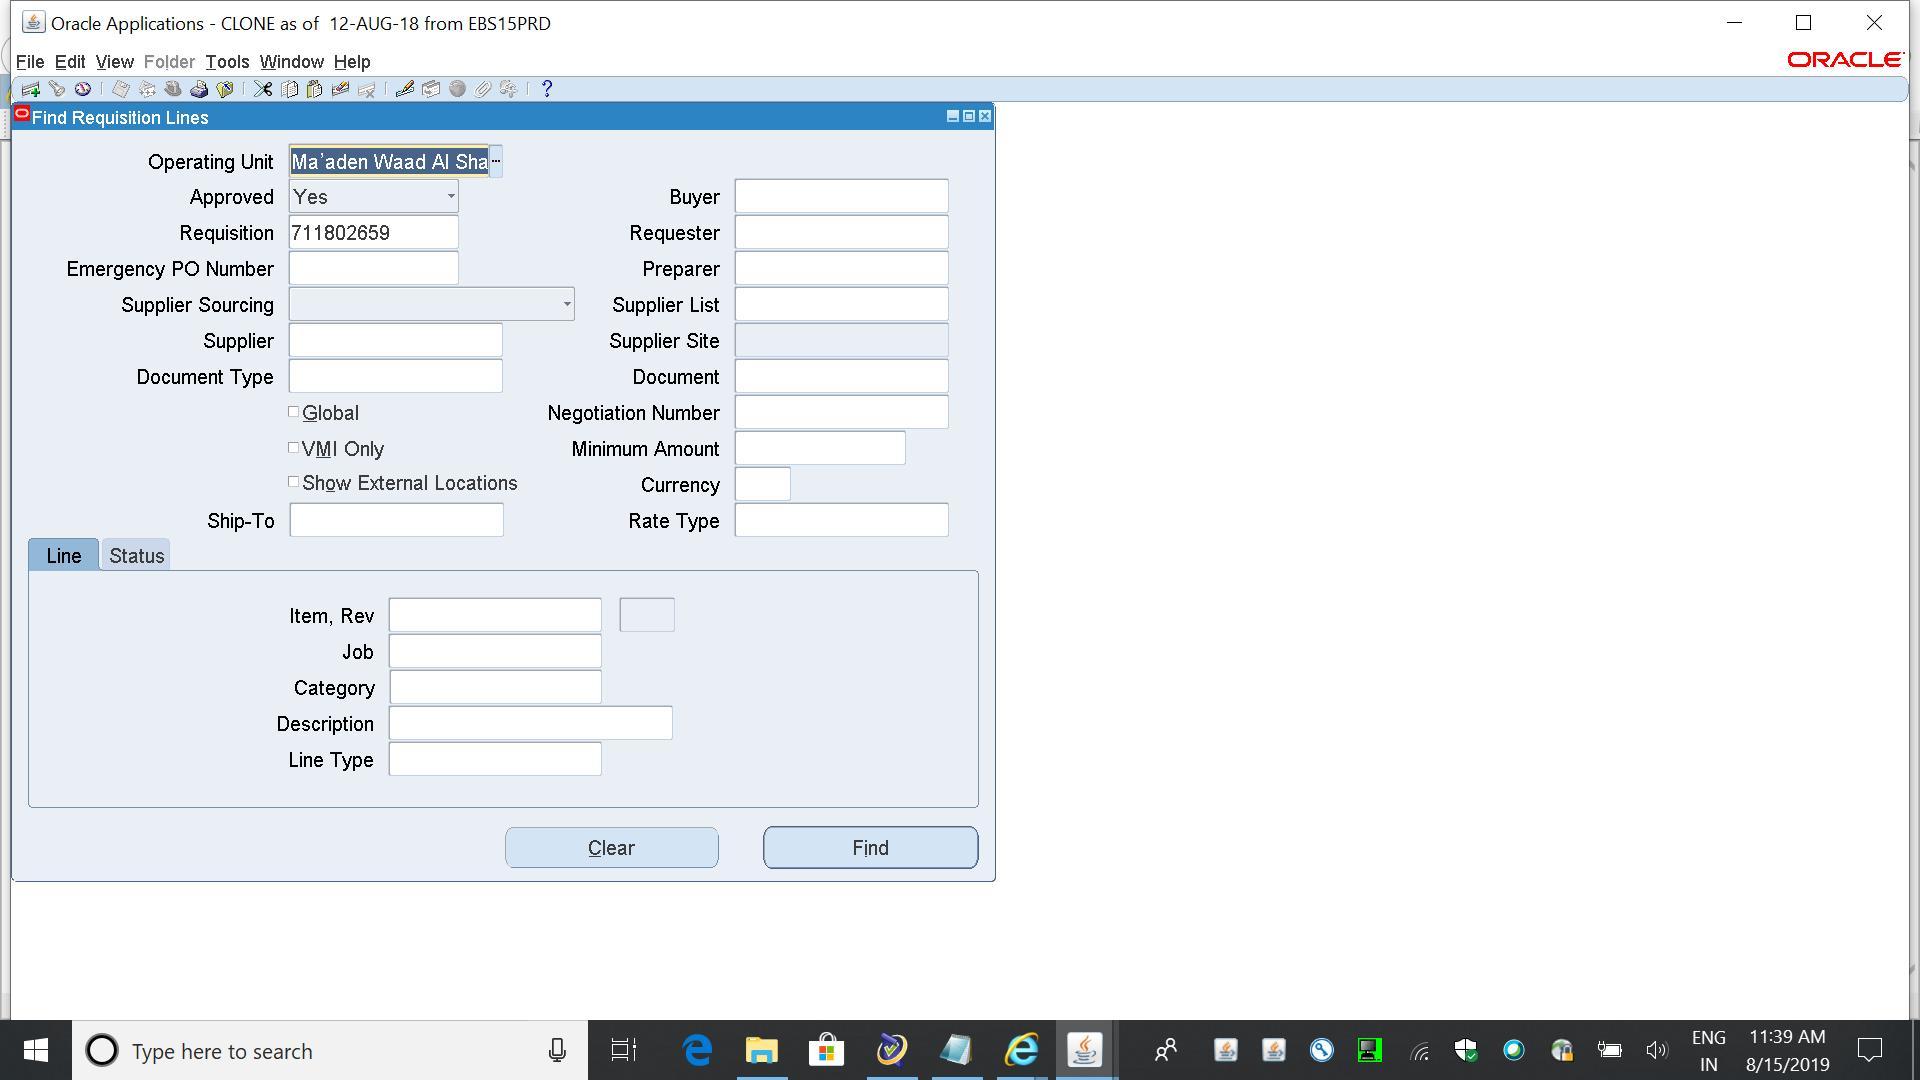 Oracle Applications - CLONE as of  12-AUG-18 from EBS15PRD
File Edit View Folder Tools Window Help
ORACLE
Find Requisition Lines
Operating Unit Ma'aden Waad Al Sha
Approved Yes Buyer
Requisition 711802659 Requester
Emergency PO Number Preparer
Supplier Sourcing Supplier List
Supplier Supplier Site
Document Type Document
Global Negotiation Number
VMI Only Minimum Amount
Show External Locations Currency
Ship-To Rate Type
Line Status
Item, Rev
Job
Category
Description
Line Type
Clear Find
Type here to search
ENG 11:39 AM
IN 8/15/2019